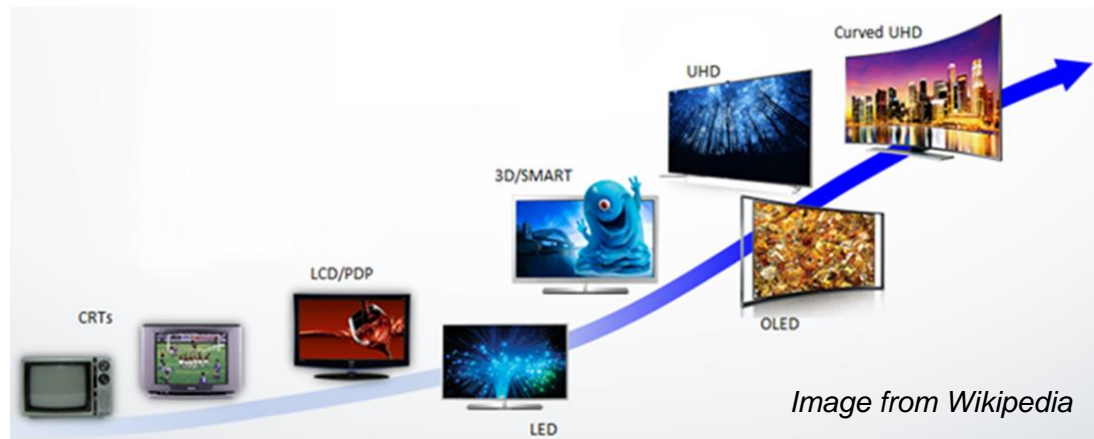 Curved UHD
UHD
3D/SMART
LCD/PDP
CRTs
OLED
LED
Image from Wikipedia